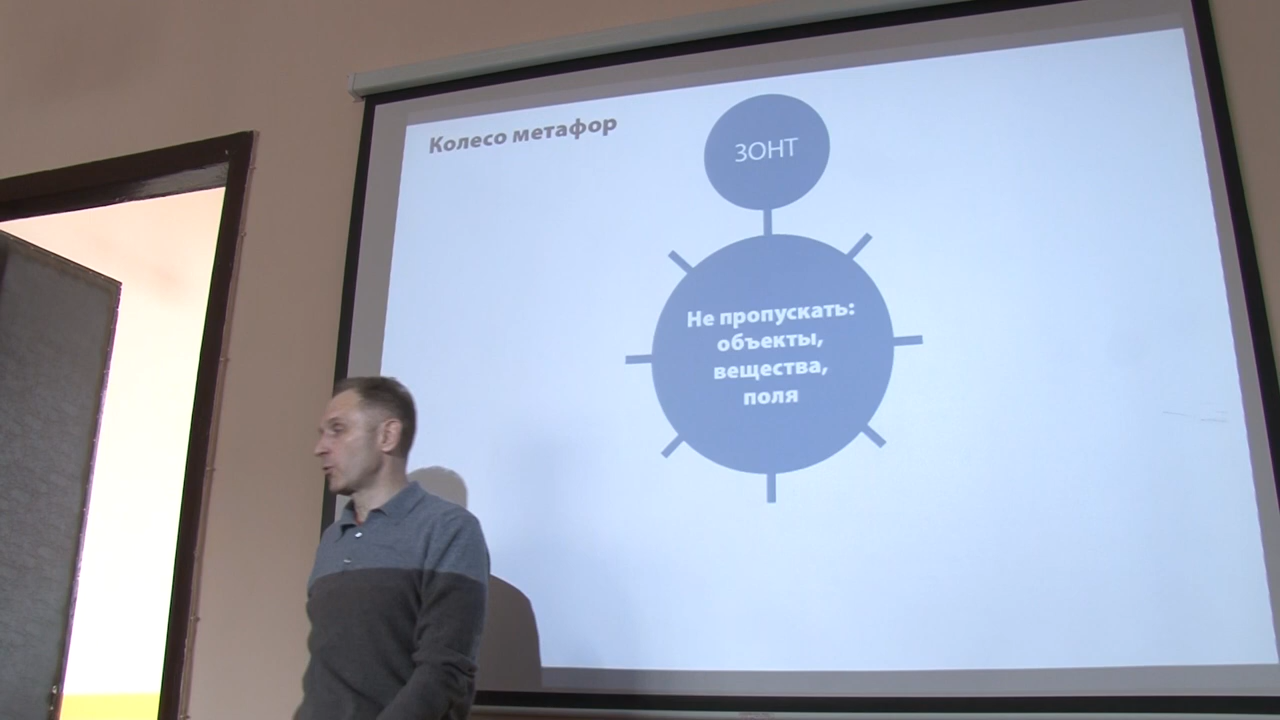 Колесо метафор
ЗОНТ
Не пропускать:
объекты,
вещества,
поля